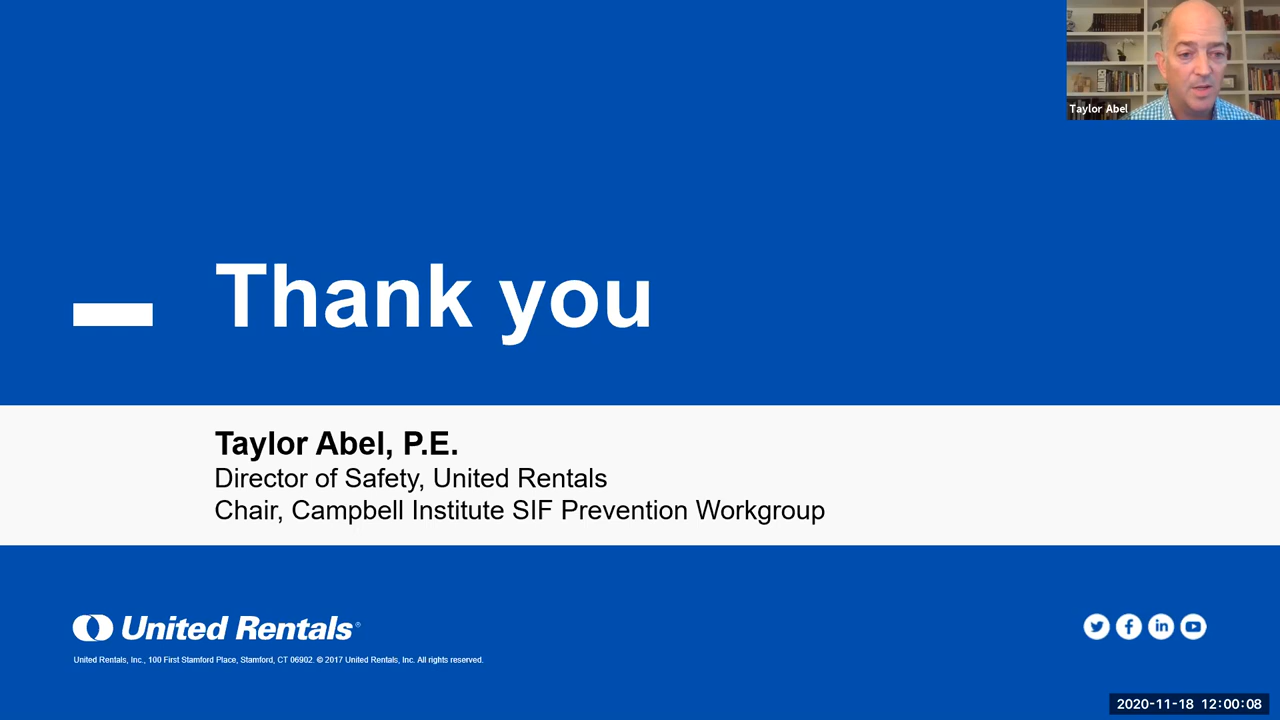 Taylor Abel
Thank you
Taylor Abel, P.E.
Director of Safety, United Rentals
Chair, Campbell Institute SIF Prevention Workgroup
United Rentals®
United Rentals, Inc., 100 First Stamford Place, Stamford, CT 06902. © 2017 United Rentals, Inc. All rights reserved.
2020-11-18 12:00:08